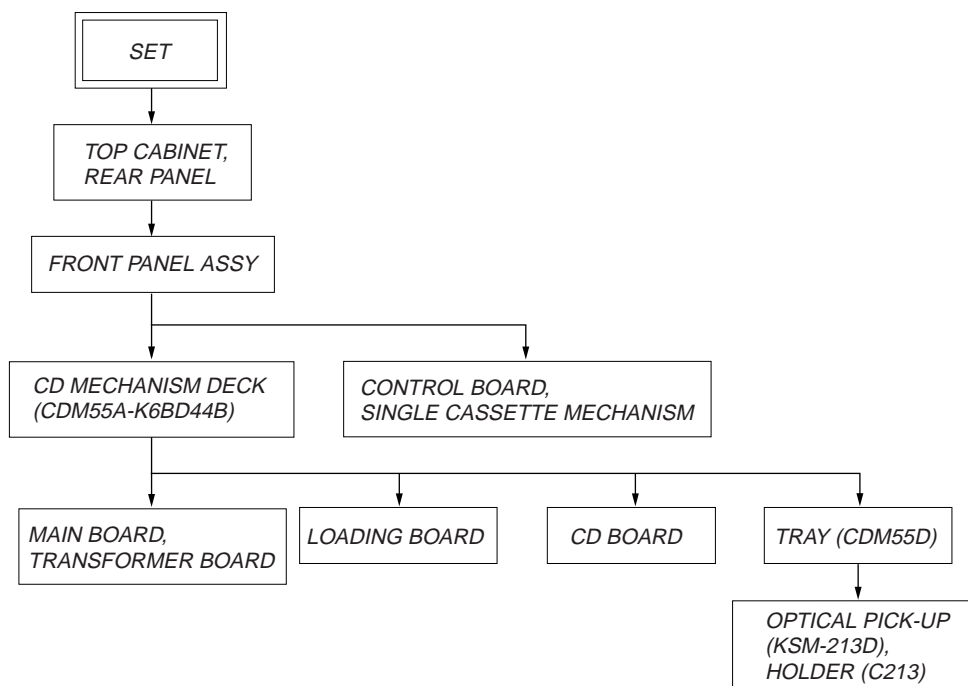 SET
TOP CABINET,
REAR PANEL
FRONT PANEL ASSY
CD MECHANISM DECK
(CDM55A-K6BD44B)
CONTROL BOARD,
SINGLE CASSETTE MECHANISM
MAIN BOARD,
TRANSFORMER BOARD
LOADING BOARD
CD BOARD
TRAY (CDM55D)
OPTICAL PICK-UP
(KSM-213D),
HOLDER (C213)